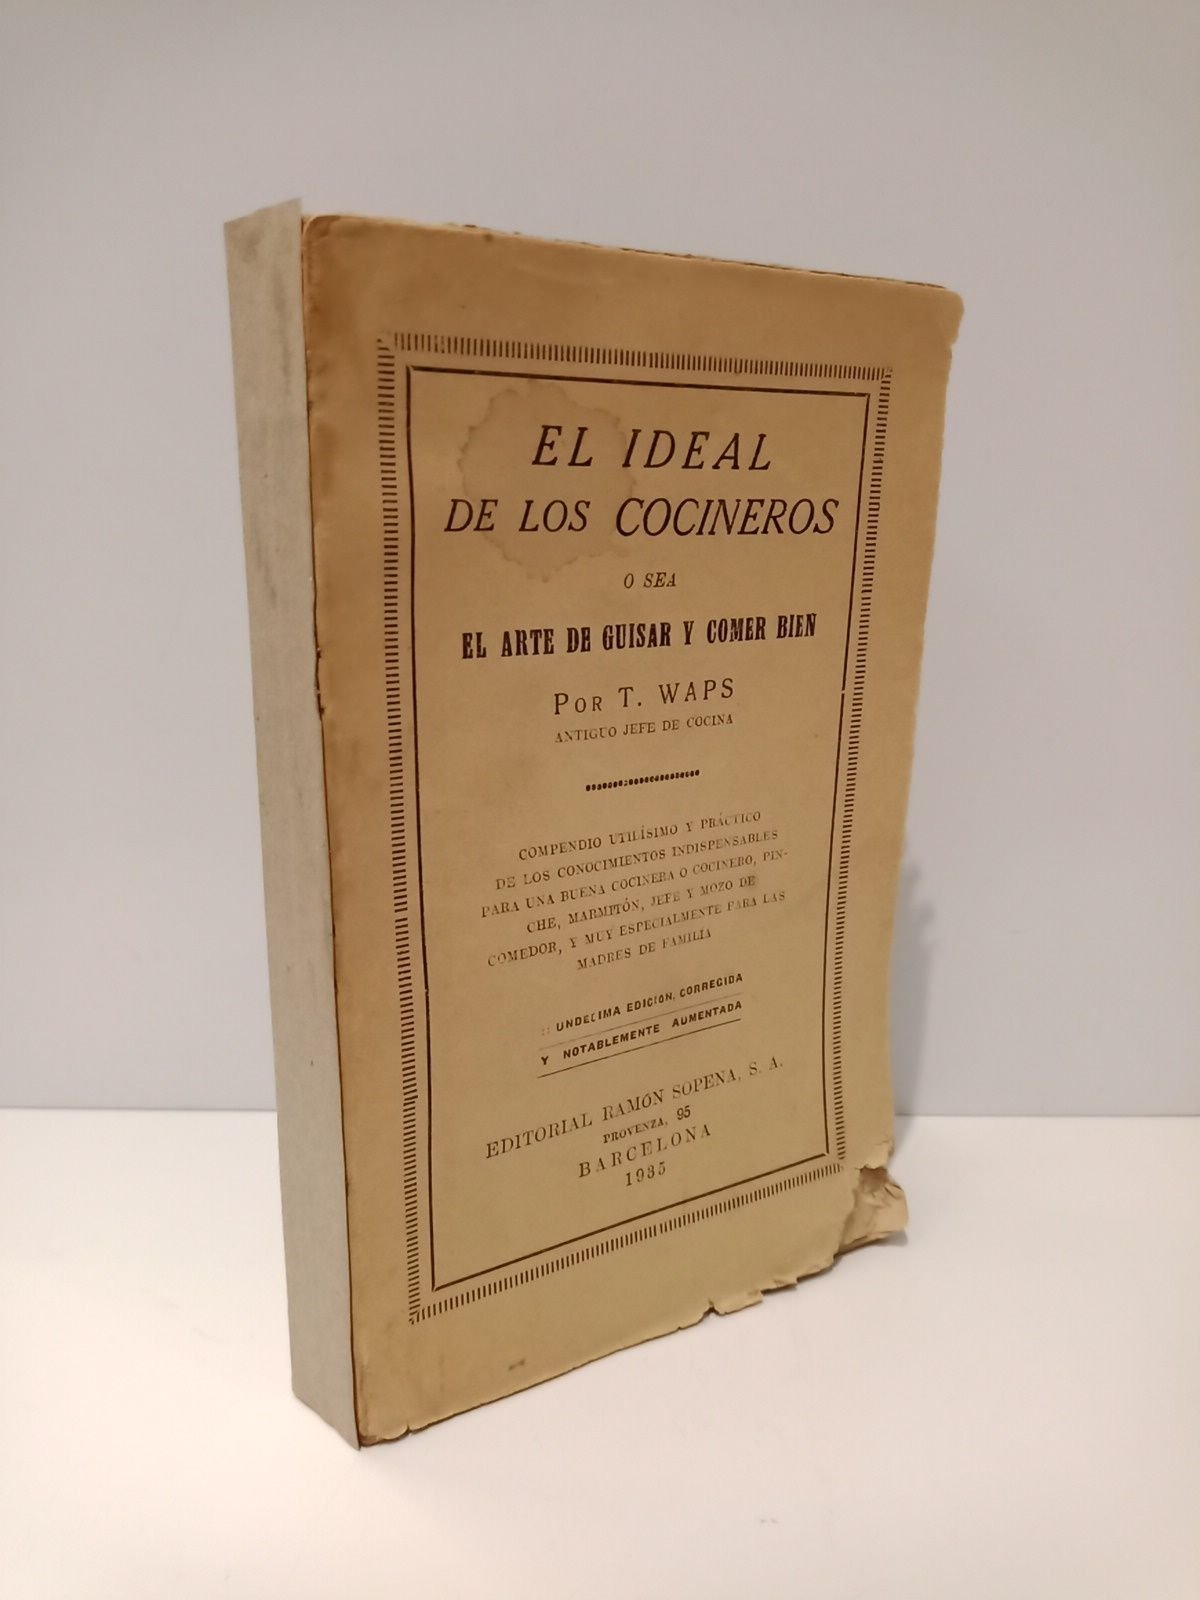 EL IDEAL
DE LOS COCINEROS
O SEA
EL ARTE DE GUISAR Y COMER BIEN
POR T. WAPS
ANTIGUO JEFE DE COCINA
COMPENDIO UTILÍSIMO Y PRÁCTICO
DE LOS CONOCIMIENTOS INDISPENSABLES
PARA UNA BUENA COCINERA O COCINERO, PIN-
CHE, MARMITÓN, JEFE Y MOZO DE
COMEDOR, Y MUY ESPECIALMENTE PARA LAS
MADRES DE FAMILIA
:: UNDECIMA EDICIÓN, CORREGIDA
Y NOTABLEMENTE AUMENTADA
EDITORIAL RAMÓN SOPENA, S. A.
PROVENZA, 95
BARCELONA
1935